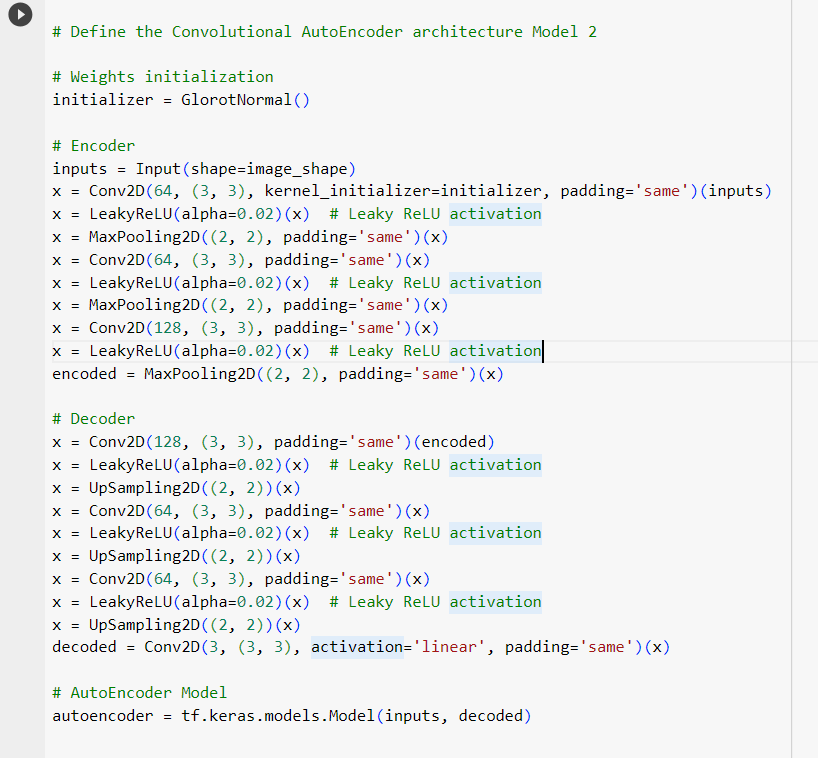 # Define the Convolutional AutoEncoder architecture Model 2
# Weights initialization
initializer = GlorotNormal()
# Encoder
inputs = Input(shape=image_shape)
x = Conv2D(64, (3, 3), kernel_initializer=initializer, padding='same')(inputs)
x = LeakyReLU(alpha=0.02)(x)  # Leaky ReLU activation
x = MaxPooling2D((2, 2), padding='same')(x)
x = Conv2D(64, (3, 3), padding='same')(x)
x = LeakyReLU(alpha=0.02)(x)  # Leaky ReLU activation
x = MaxPooling2D((2, 2), padding='same')(x)
x = Conv2D(128, (3, 3), padding='same')(x)
x = LeakyReLU(alpha=0.02)(x)  # Leaky ReLU activation
encoded = MaxPooling2D((2, 2), padding='same')(x)
# Decoder
x = Conv2D(128, (3, 3), padding='same')(encoded)
x = LeakyReLU(alpha=0.02)(x)  # Leaky ReLU activation
x = UpSampling2D((2, 2))(x)
x = Conv2D(64, (3, 3), padding='same')(x)
x = LeakyReLU(alpha=0.02)(x)  # Leaky ReLU activation
x = UpSampling2D((2, 2))(x)
x = Conv2D(64, (3, 3), padding='same')(x)
x = LeakyReLU(alpha=0.02)(x)  # Leaky ReLU activation
x = UpSampling2D((2, 2))(x)
decoded = Conv2D(3, (3, 3), activation='linear', padding='same')(x)
# AutoEncoder Model
autoencoder = tf.keras.models.Model(inputs, decoded)